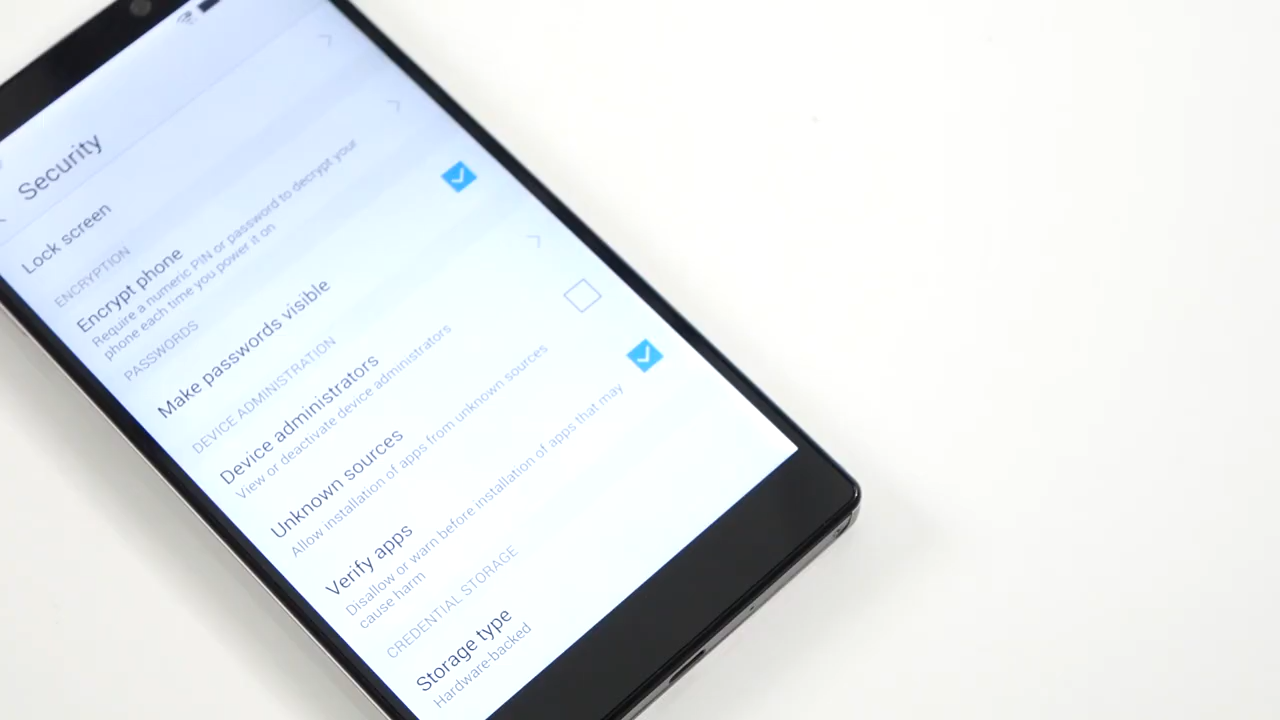 Security
Lock screen
ENCRYPTION
Encrypt phone
Require a numeric PIN or password to decrypt your
phone each time you power it on
PASSWORDS
Make passwords visible
DEVICE ADMINISTRATION
Device administrators
View or deactivate device administrators
Unknown sources
Allow installation of apps from unknown sources
Verify apps
Disallow or warn before installation of apps that may
cause harm
CREDENTIAL STORAGE
Storage type
Hardware-backed